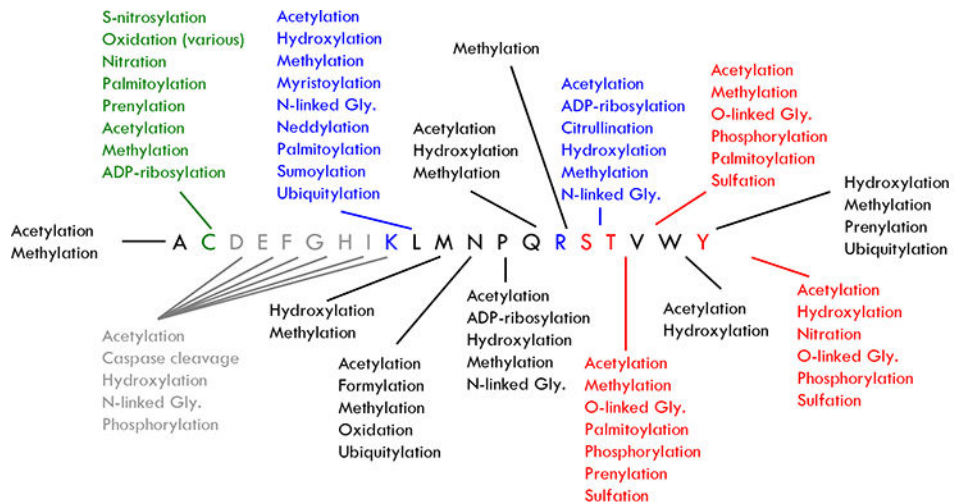 S-nitrosylation
Oxidation (various)
Nitration
Palmitoylation
Prenylation
Acetylation
Methylation
ADP-ribosylation
Acetylation
Hydroxylation
Methylation
Myristoylation
N-linked Gly.
Neddylation
Palmitoylation
Sumoylation
Ubiquitylation
Acetylation
Hydroxylation
Methylation
Methylation
Acetylation
ADP-ribosylation
Citrullination
Hydroxylation
Methylation
N-linked Gly.
Acetylation
Methylation
O-linked Gly.
Phosphorylation
Palmitoylation
Sulfation
Hydroxylation
Methylation
Prenylation
Ubiquitylation
Acetylation
Methylation
A C D E F G H I K L M N P Q R S T V W Y
Acetylation
Caspase cleavage
Hydroxylation
N-linked Gly.
Phosphorylation
Hydroxylation
Methylation
Acetylation
Formylation
Methylation
Oxidation
Ubiquitylation
Acetylation
ADP-ribosylation
Hydroxylation
Methylation
N-linked Gly.
Acetylation
Methylation
O-linked Gly.
Palmitoylation
Phosphorylation
Prenylation
Sulfation
Acetylation
Hydroxylation
Acetylation
Hydroxylation
Nitration
O-linked Gly.
Phosphorylation
Sulfation